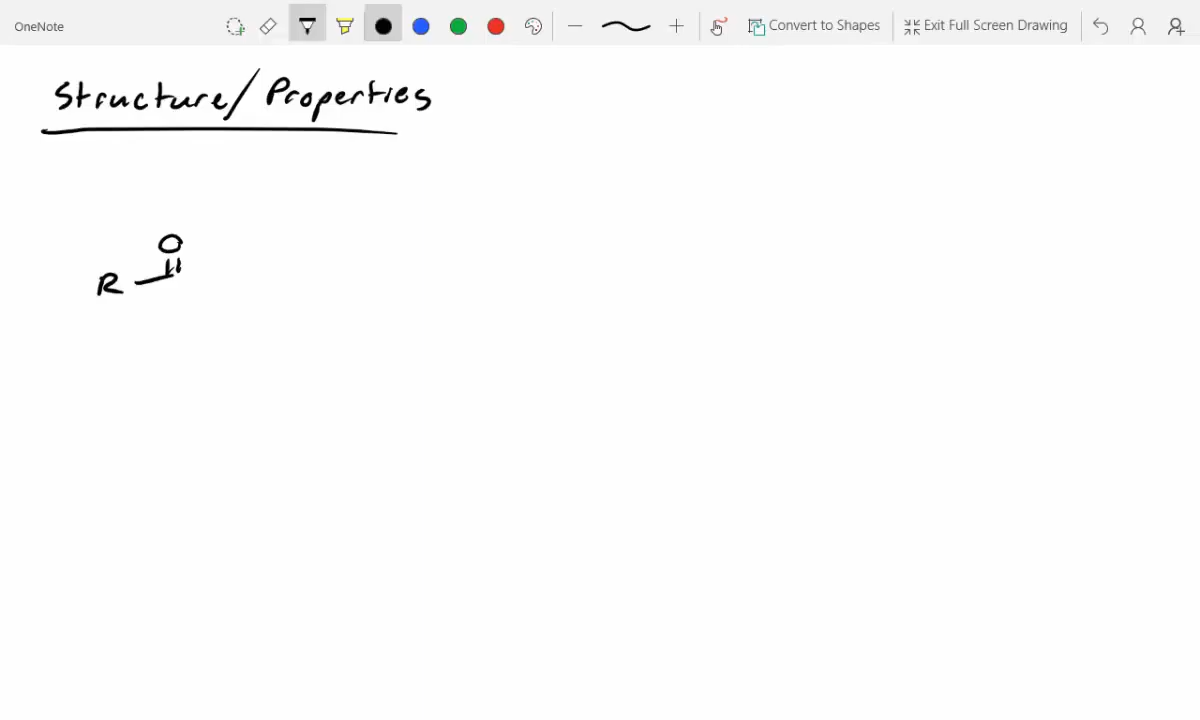 OneNote
Convert to Shapes
Exit Full Screen Drawing
Structure/Properties
O
R